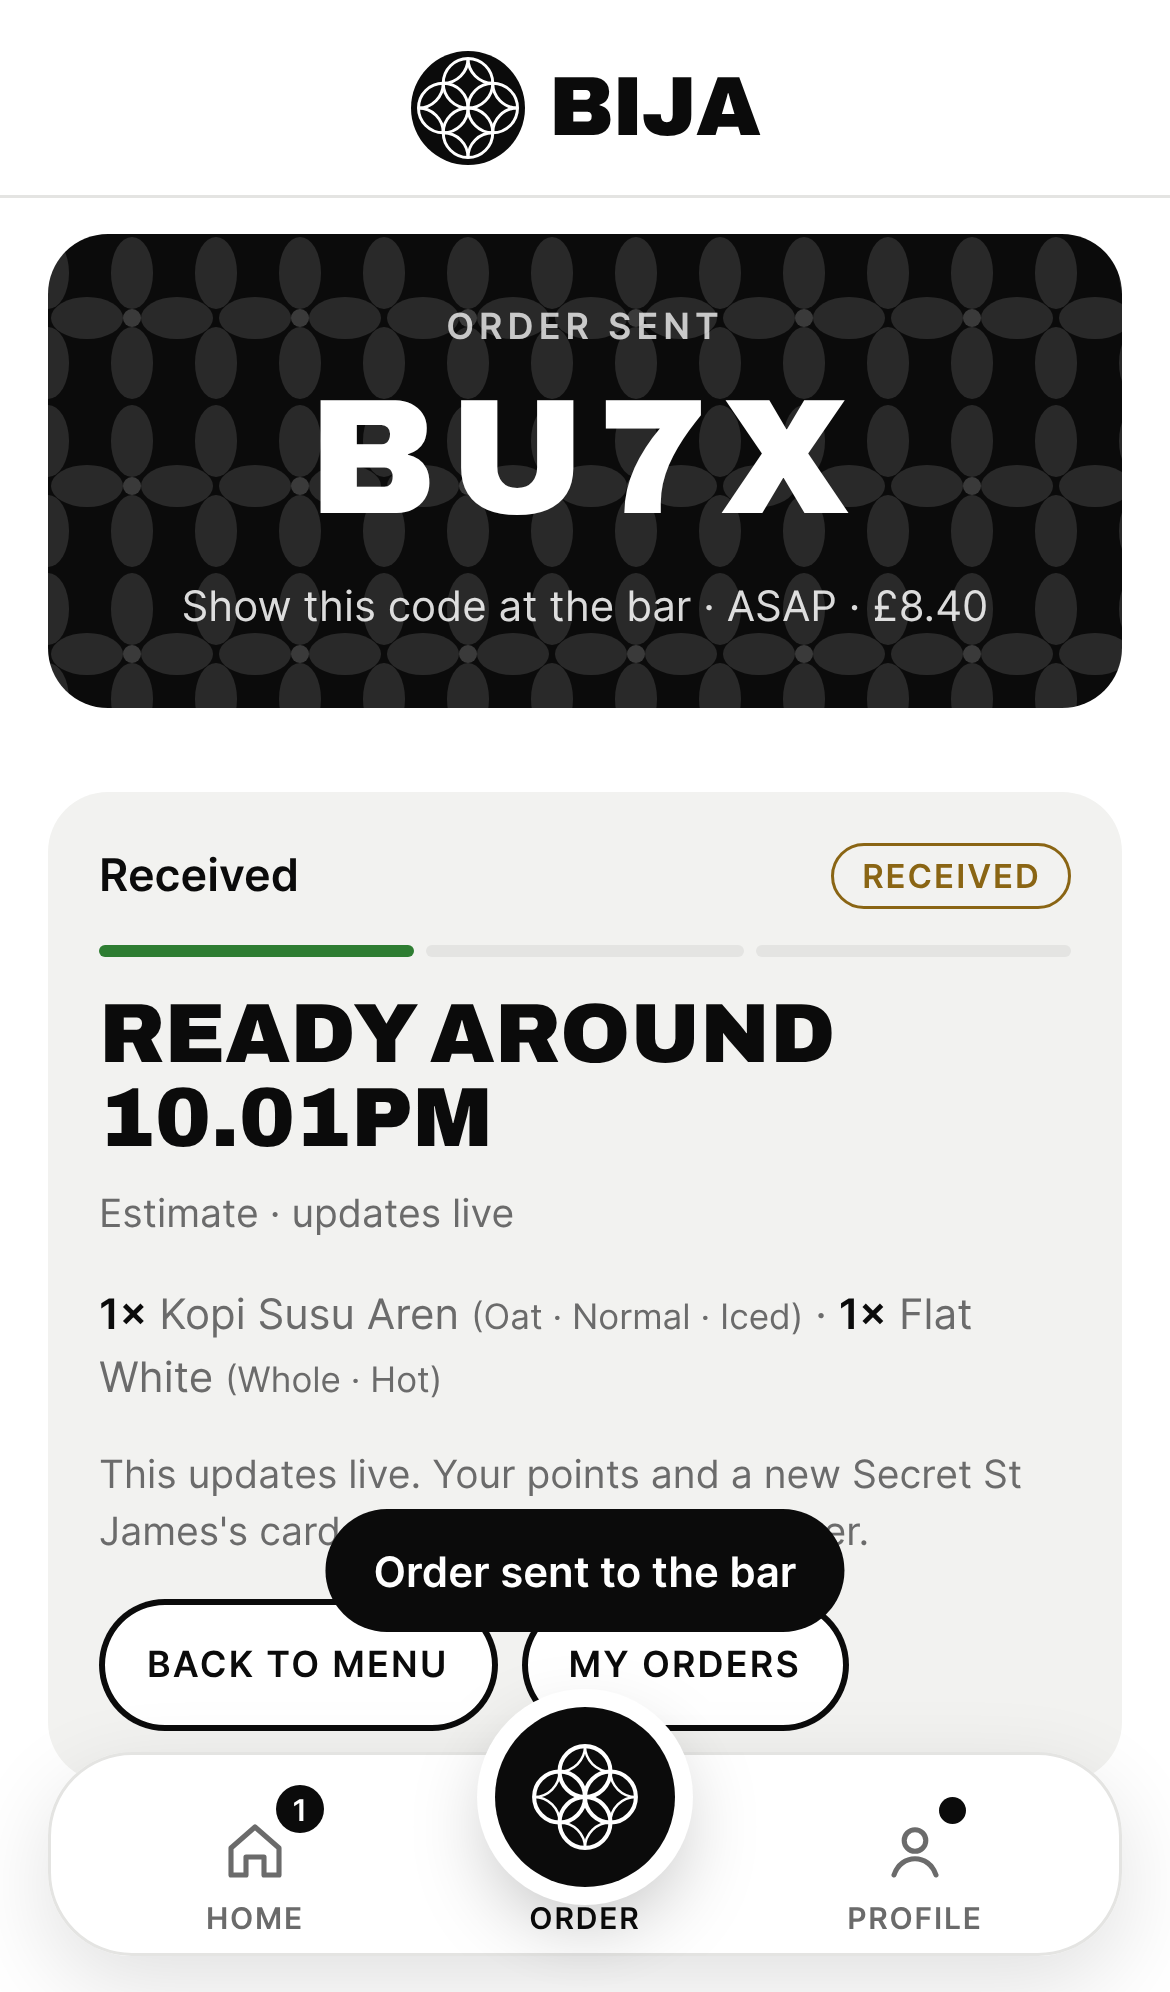 BIJA
ORDER SENT
BU7X
Show this code at the bar · ASAP · £8.40
Received
RECEIVED
READY AROUND
10.01PM
Estimate · updates live
1× Kopi Susu Aren (Oat · Normal · Iced) · 1× Flat
White (Whole · Hot)
This updates live. Your points and a new Secret St
James's card
Order sent to the bar
BACK TO MENU
MY ORDERS
1
HOME
ORDER
PROFILE